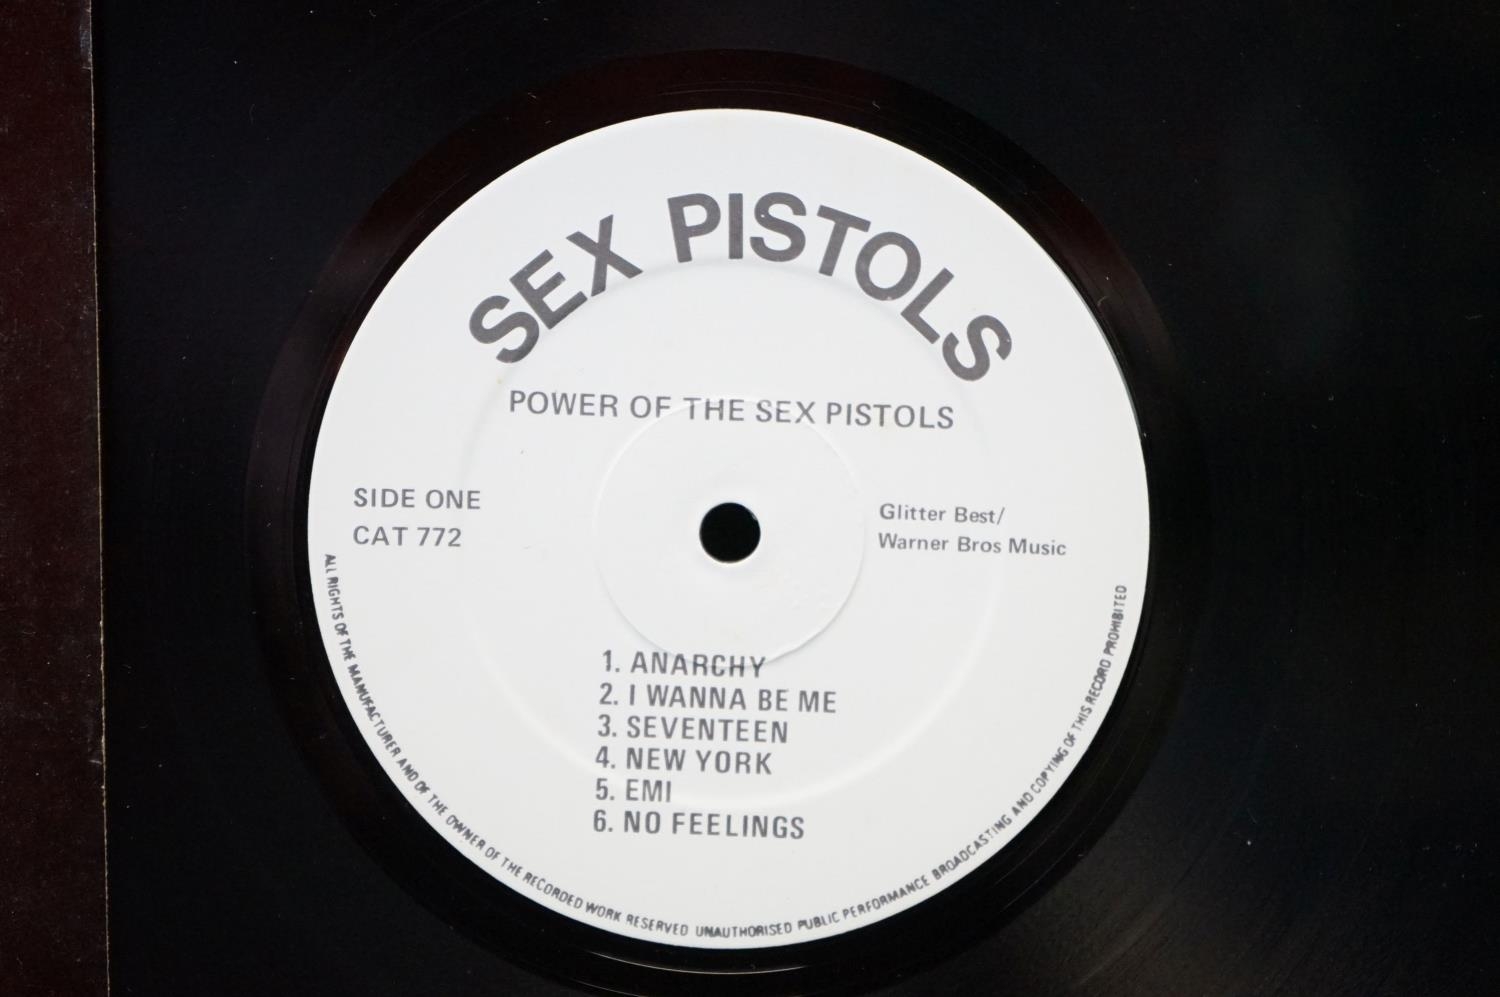 SEX PISTOLS
POWER OF THE SEX PISTOLS
SIDE ONE
CAT 772
Glitter Best/
Warner Bros Music
1. ANARCHY
2. I WANNA BE ME
3. SEVENTEEN
4. NEW YORK
5. EMI
6. NO FEELINGS
ALL RIGHTS OF THE MANUFACTURER AND OF THE OWNER OF THE RECORDED WORK RESERVED UNAUTHORISED PUBLIC PERFORMANCE BROADCASTING AND COPYING OF THIS RECORD PROHIBITED